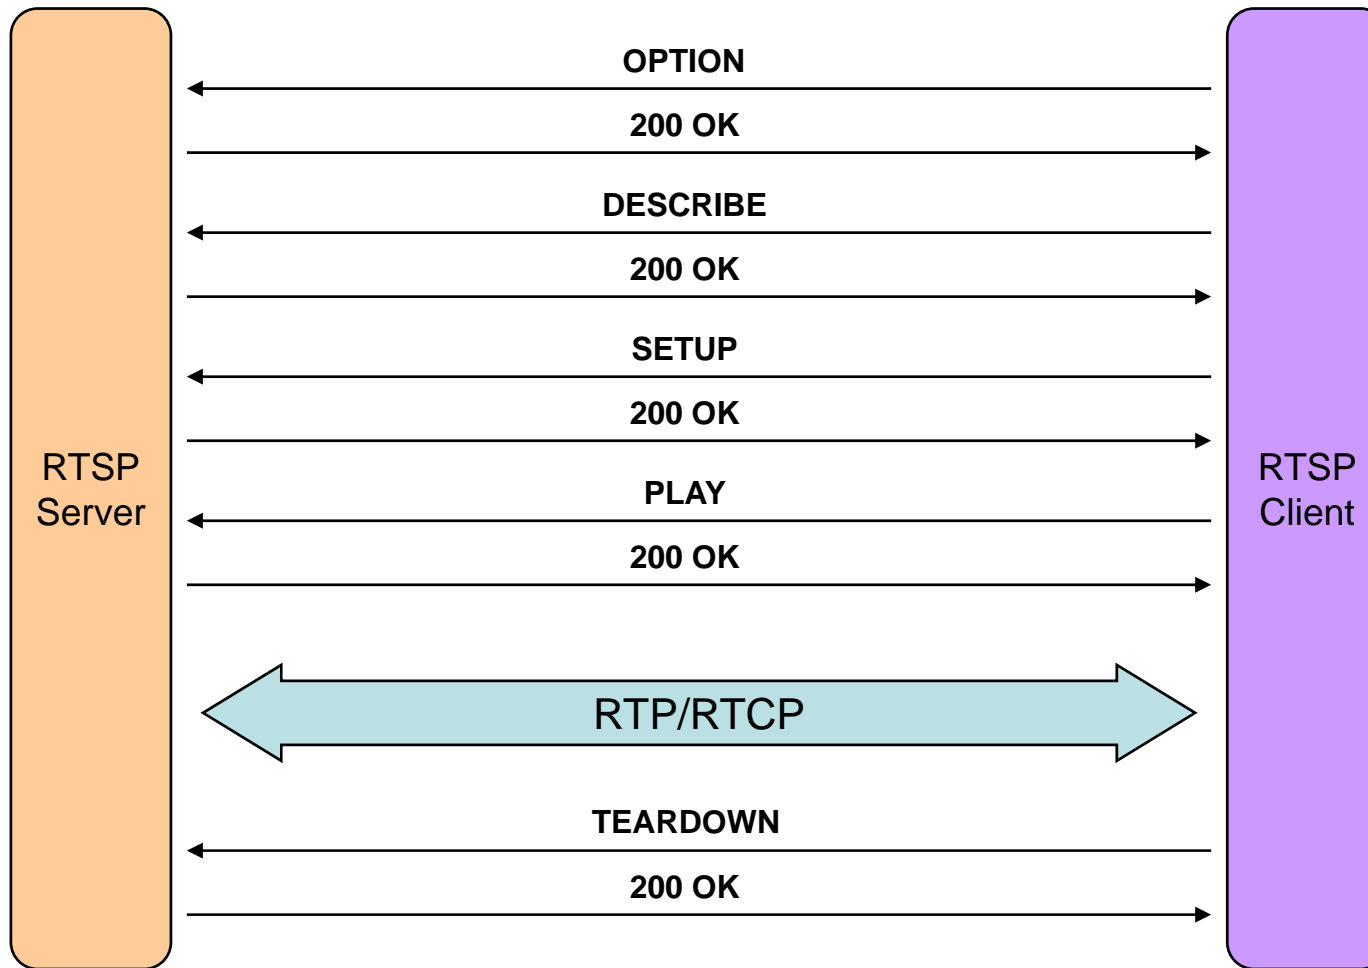 OPTION
200 OK
DESCRIBE
200 OK
SETUP
200 OK
RTSP
Server
RTSP
Client
PLAY
200 OK
RTP/RTCP
TEARDOWN
200 OK